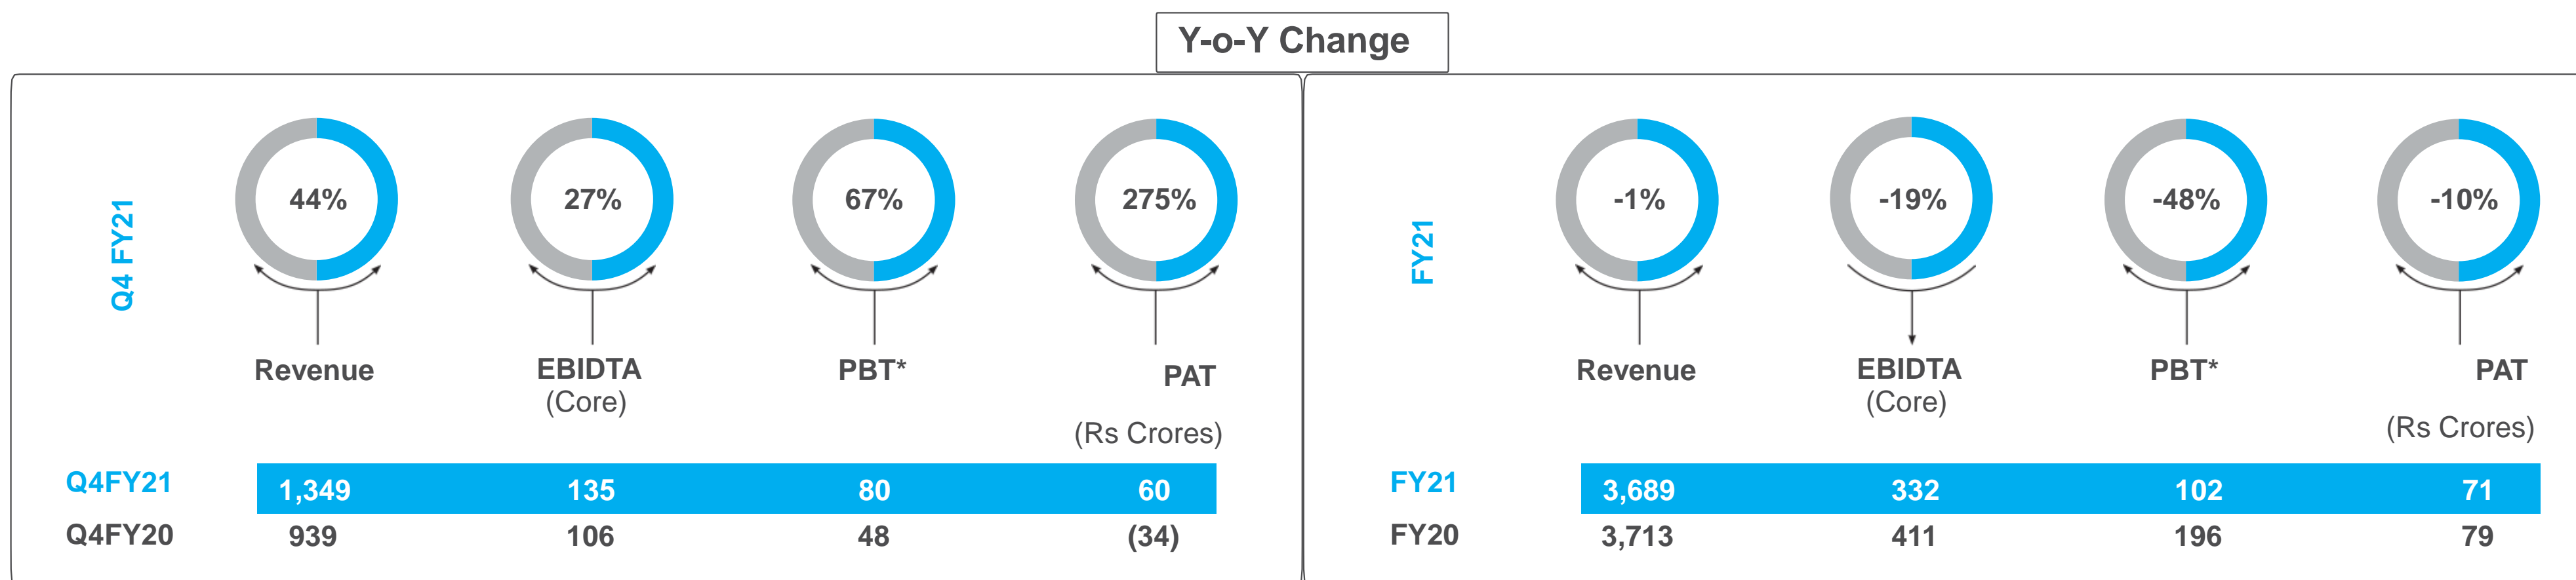 Y-o-Y Change
Q4 FY21
44%
27%
67%
275%
Revenue
EBIDTA
(Core)
PBT*
PAT
(Rs Crores)
Q4FY21 1,349 135 80 60
Q4FY20 939 106 48 (34)
FY21
-1%
-19%
-48%
-10%
Revenue
EBIDTA
(Core)
PBT*
PAT
(Rs Crores)
FY21 3,689 332 102 71
FY20 3,713 411 196 79